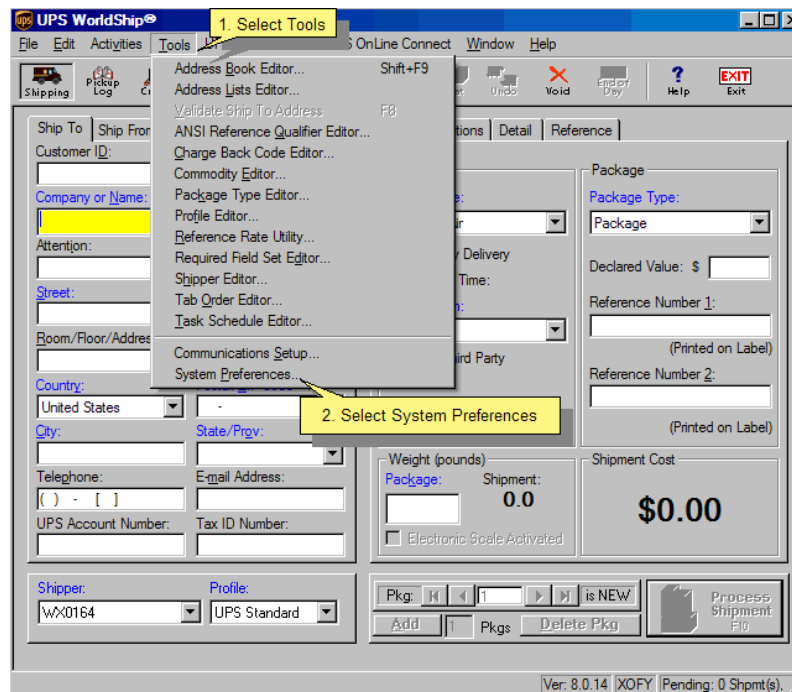 UPS WorldShip®
1. Select Tools
File Edit Activities Tools OnLine Connect Window Help
Shipping
Pickup Log
Undo
Void
End of Day
Help
EXIT
Exit
Address Book Editor... Shift+F9
Address Lists Editor...
Validate Ship To Address F8
ANSI Reference Qualifier Editor...
Charge Back Code Editor...
Commodity Editor...
Package Type Editor...
Profile Editor...
Reference Rate Utility...
Required Field Set Editor...
Shipper Editor...
Tab Order Editor...
Task Schedule Editor...
Communications Setup...
System Preferences...
2. Select System Preferences
Ship To
Detail
Reference
Customer ID:
Company or Name:
Attention:
Street:
Country:
United States
-
City:
State/Prov:
Telephone:
E-mail Address:
( ) - [ ]
UPS Account Number:
Tax ID Number:
Delivery
Time:
Party
Package
Package Type:
Package
Declared Value: $
Reference Number 1:
(Printed on Label)
Reference Number 2:
(Printed on Label)
Weight (pounds)
Package:
Shipment:
0.0
Electronic Scale Activated
Shipment Cost
$0.00
Shipper:
Profile:
WX0164
UPS Standard
Pkg: 1 is NEW
Add 1 Pkgs Delete Pkg
Process
Shipment
F10
Ver: 8.0.14 XOFY Pending: 0 Shpmt(s),